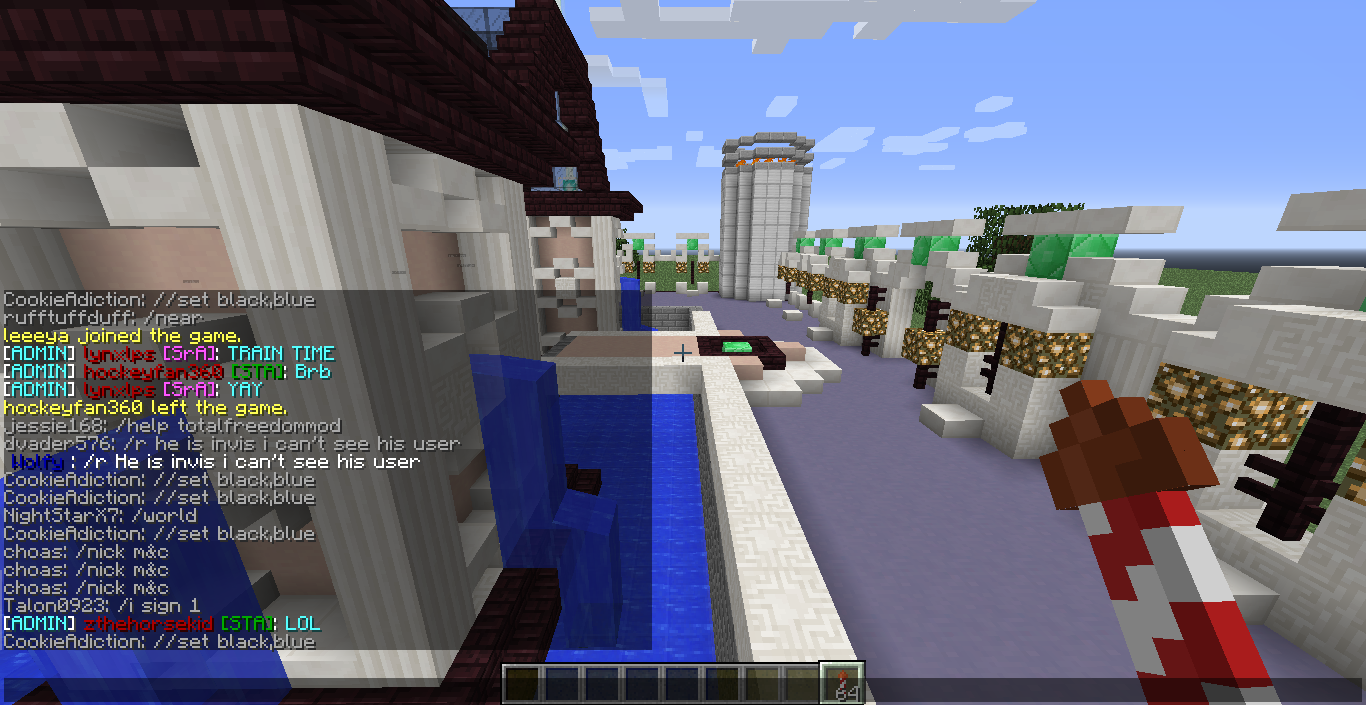 CookieAdiction: //set black,blue
rufftuffduff: /near
leeeya joined the game.
[ADMIN] lynxlps [SrA]: TRAIN TIME
[ADMIN] hockeyfan360 [STA]: Brb
[ADMIN] lynxlps [SrA]: YAY
hockeyfan360 left the game.
jessie168: /help totalfreedommod
dvader576: /r he is invis i can't see his user
Wolfy : /r He is invis i can't see his user
CookieAdiction: //set black,blue
CookieAdiction: //set black,blue
NightStarX7: /world
CookieAdiction: //set black,blue
choas: /nick m&c
choas: /nick m&c
choas: /nick m&c
Talon0923: /i sign 1
[ADMIN] zthehorsekid [STA]: LOL
CookieAdiction: //set black,blue
64